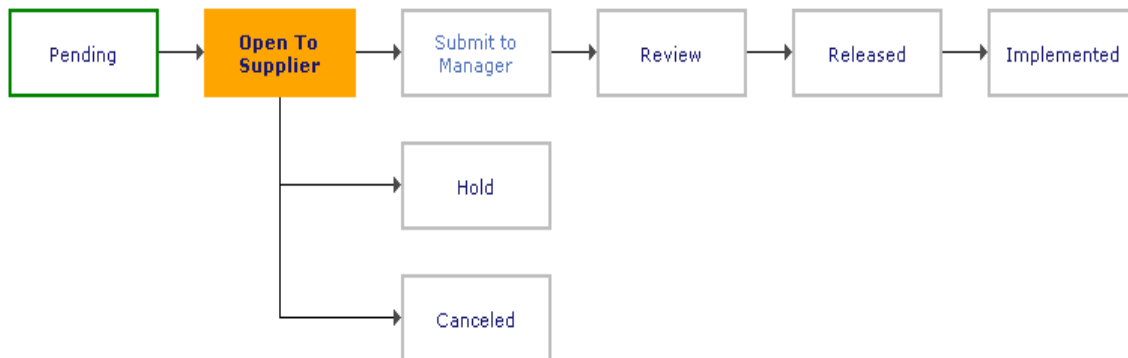 Pending
Open To
Supplier
Submit to
Manager
Review
Released
Implemented
Hold
Canceled